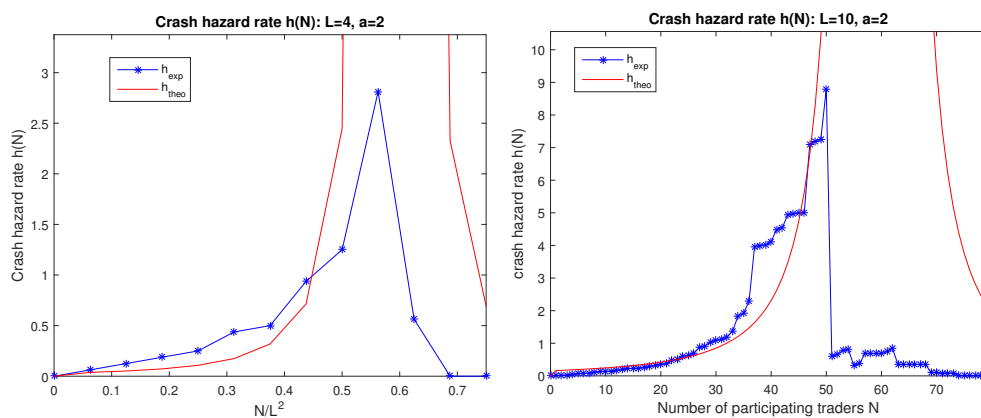 Crash hazard rate h(N): L=4, a=2
h_exp
h_theo
Crash hazard rate h(N)
3
2.5
2
1.5
1
0.5
0
0 0.1 0.2 0.3 0.4 0.5 0.6 0.7
N/L^2
Crash hazard rate h(N): L=10, a=2
h_exp
h_theo
crash hazard rate h(N)
10
9
8
7
6
5
4
3
2
1
0
0 10 20 30 40 50 60 70
Number of participating traders N